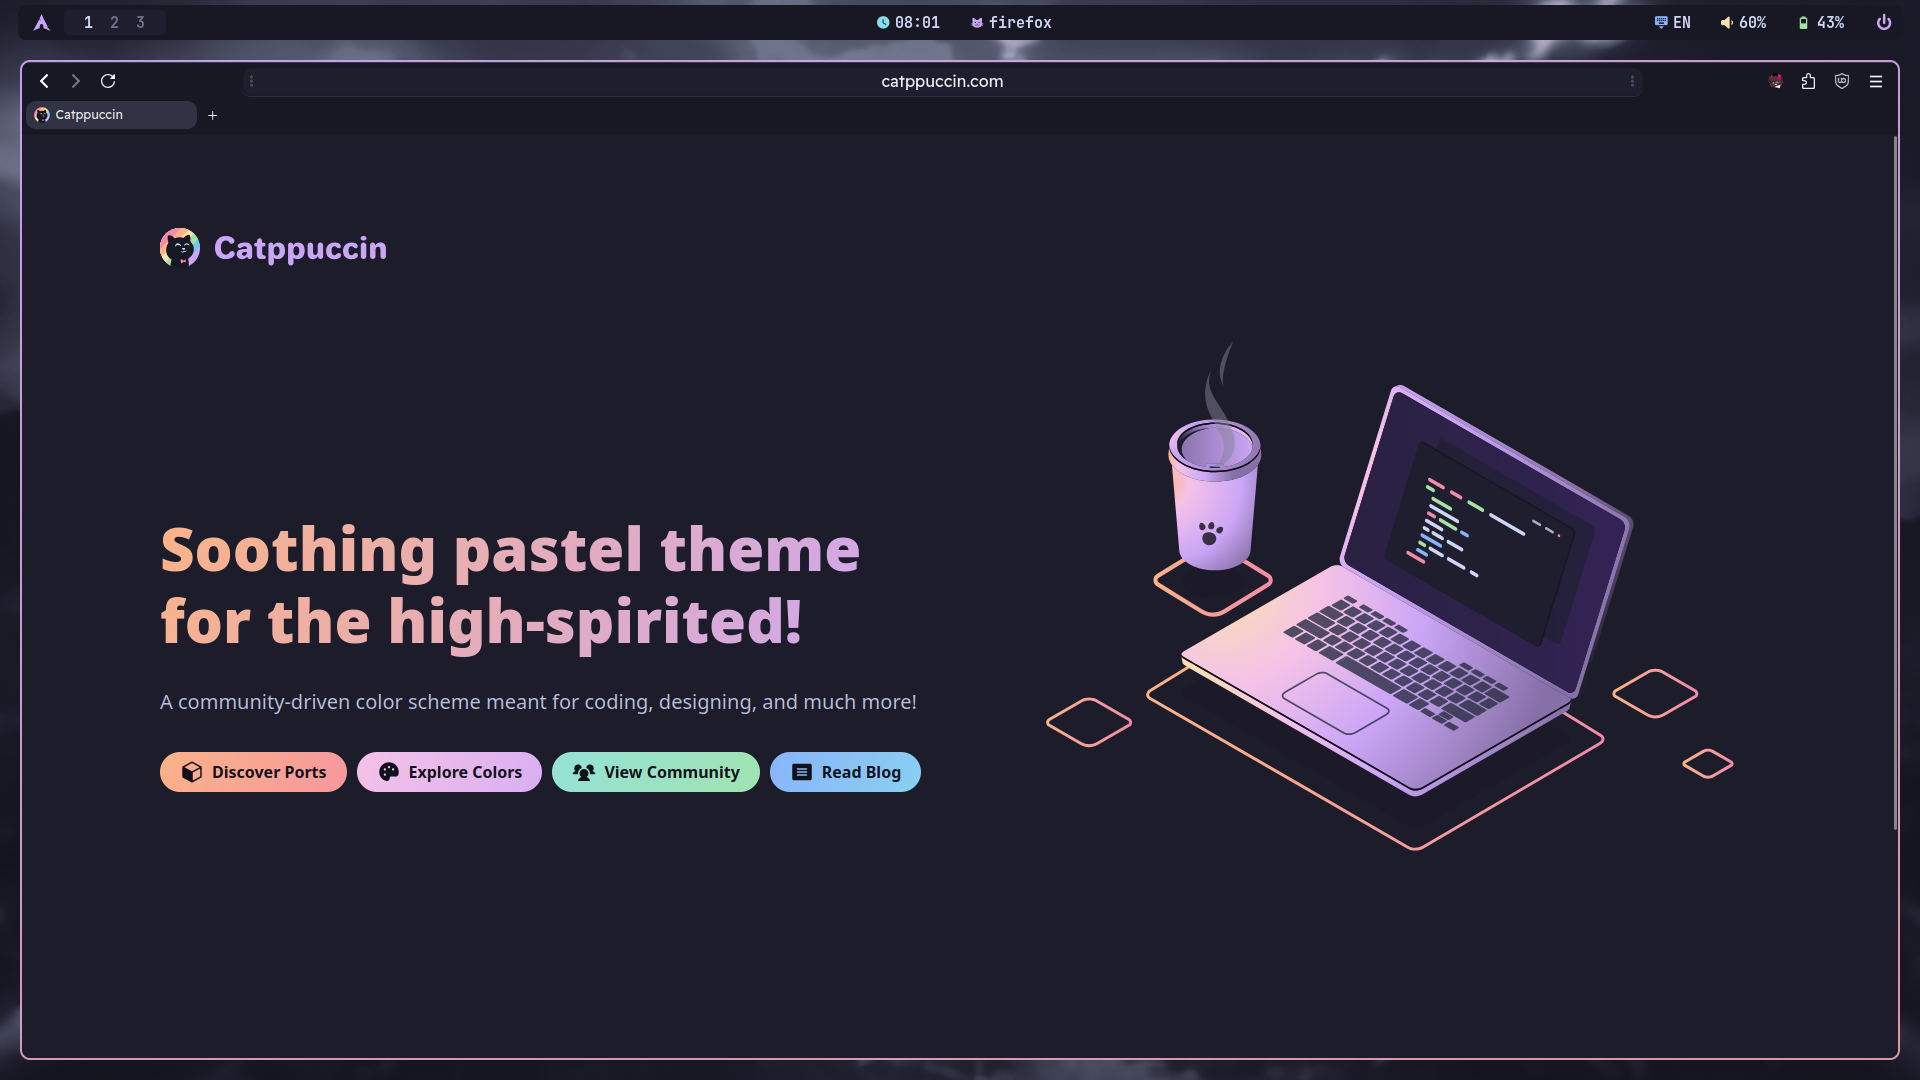 1 2 3
08:01 firefox
EN 60% 43%
catppuccin.com
Catppuccin
Catppuccin
Soothing pastel theme
for the high-spirited!
A community-driven color scheme meant for coding, designing, and much more!
Discover Ports Explore Colors View Community Read Blog